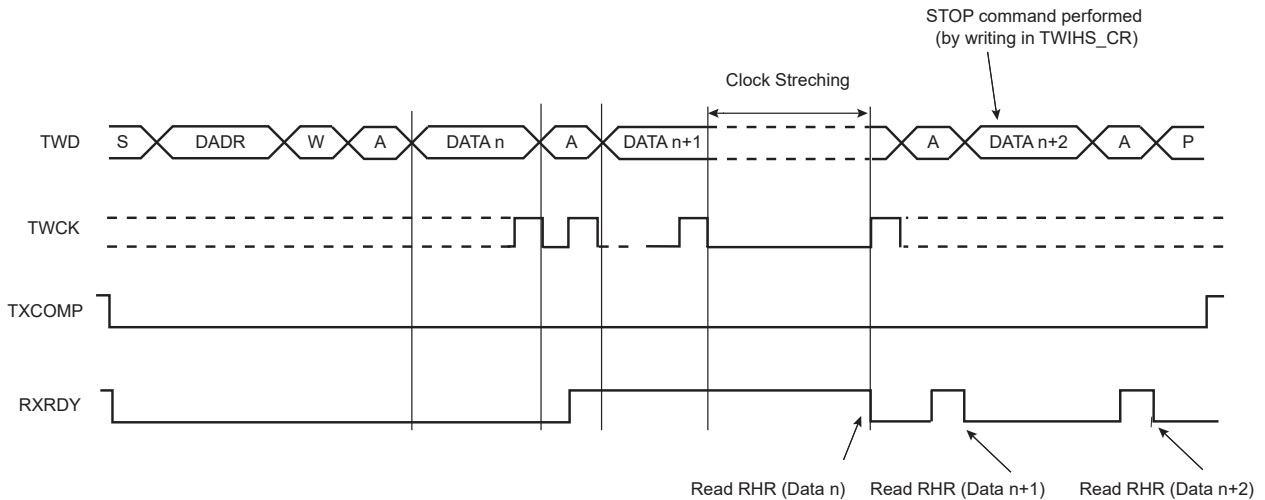 STOP command performed
(by writing in TWIHS_CR)
Clock Streching
TWD S DADR W A DATA n A DATA n+1 A DATA n+2 A P
TWCK
TXCOMP
RXRDY
Read RHR (Data n) Read RHR (Data n+1) Read RHR (Data n+2)